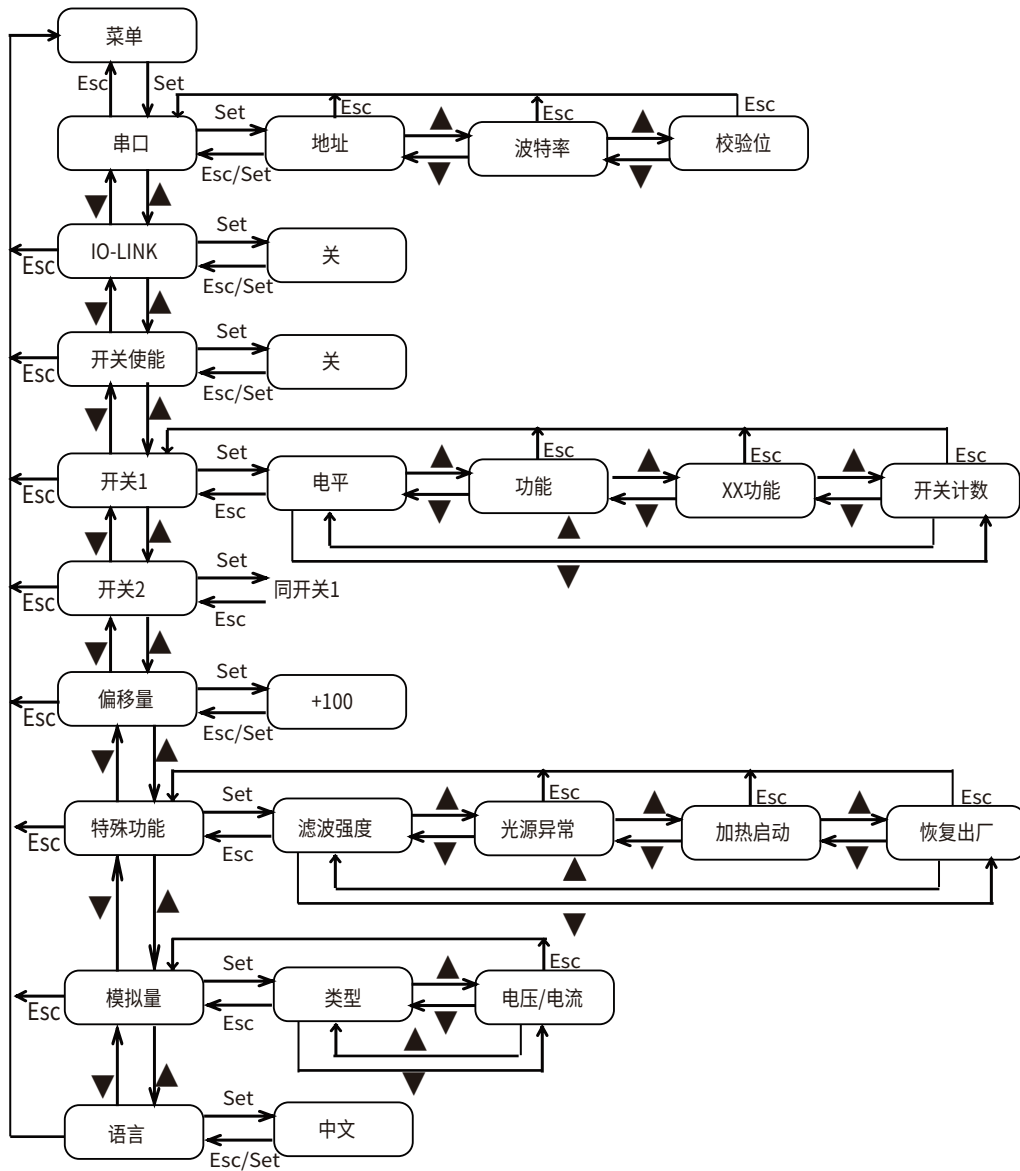 菜单
Esc
Set
Set
Esc
Esc
Esc
串口
地址
波特率
校验位
Esc/Set
Set
IO-LINK
关
Esc
Esc/Set
Set
开关使能
关
Esc
Esc/Set
Set
Esc
Esc
Esc
开关1
电平
功能
XX功能
开关计数
Esc
Esc
Set
开关2
同开关1
Esc
Esc
Set
偏移量
+100
Esc
Esc/Set
Set
Esc
Esc
Esc
特殊功能
滤波强度
光源异常
加热启动
恢复出厂
Esc
Esc
Set
Esc
模拟量
类型
电压/电流
Esc
Esc
Set
语言
中文
Esc/Set